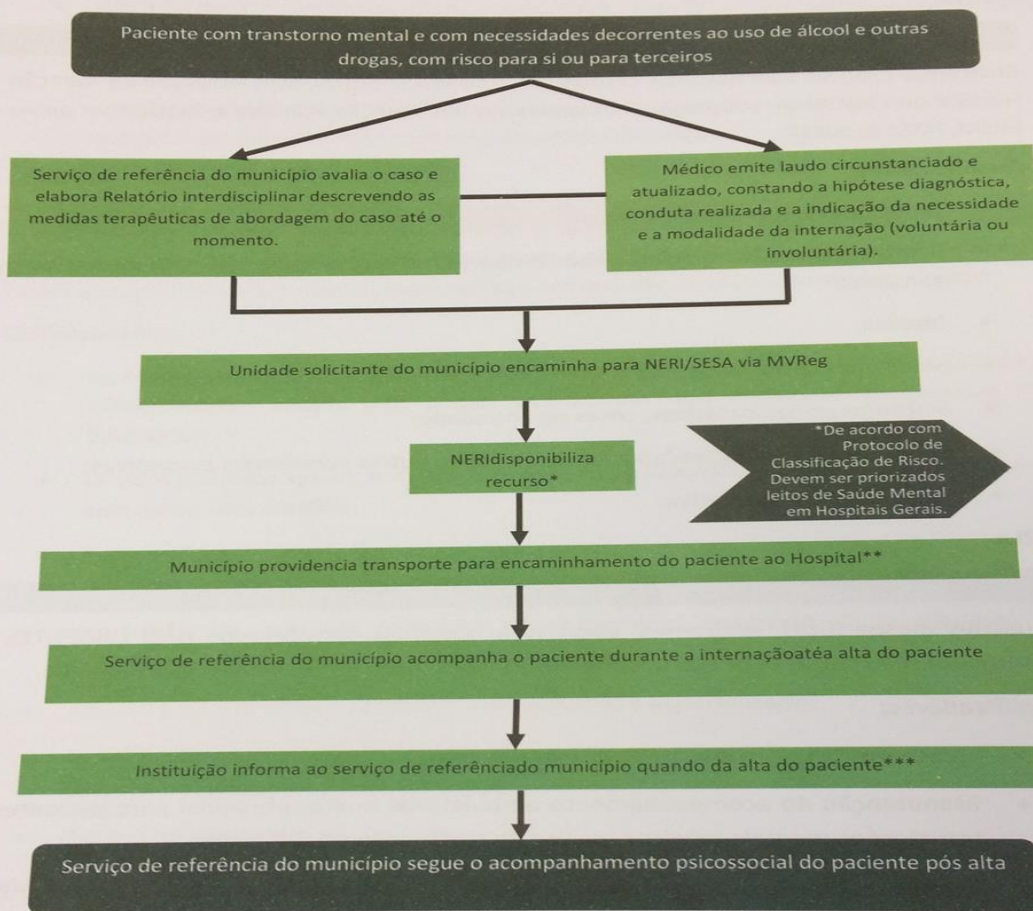 Paciente com transtorno mental e com necessidades decorrentes ao uso de álcool e outras
drogas, com risco para si ou para terceiros
Serviço de referência do município avalia o caso e
elabora Relatório interdisciplinar descrevendo as
medidas terapêuticas de abordagem do caso até o
momento.
Médico emite laudo circunstanciado e
atualizado, constando a hipótese diagnóstica,
conduta realizada e a indicação da necessidade
e a modalidade da internação (voluntária ou
involuntária).
Unidade solicitante do município encaminha para NERI/SESA via MVReg
NERIdisponibiliza
recurso*
*De acordo com
Protocolo de
Classificação de Risco.
Devem ser priorizados
leitos de Saúde Mental
em Hospitais Gerais.
Município providencia transporte para encaminhamento do paciente ao Hospital**
Serviço de referência do município acompanha o paciente durante a internaçãoatéa alta do paciente
Instituição informa ao serviço de referênciado município quando da alta do paciente***
Serviço de referência do município segue o acompanhamento psicossocial do paciente pós alta